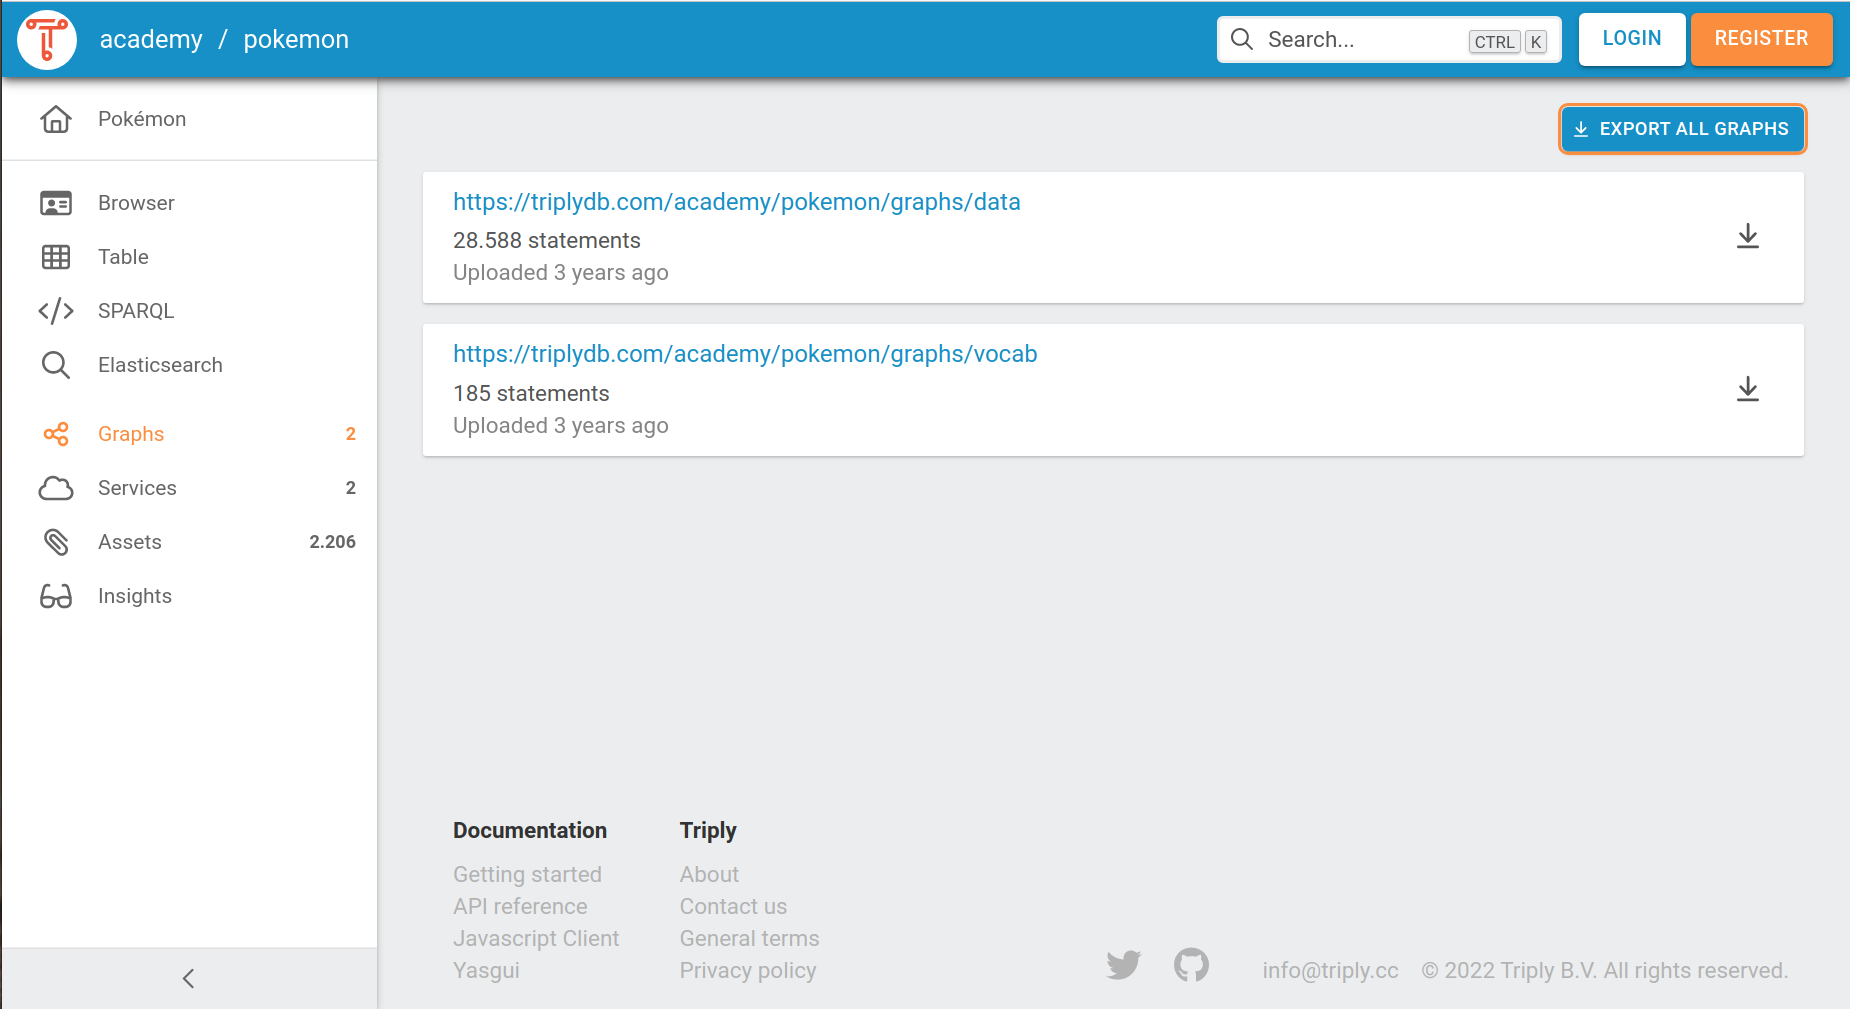 academy / pokemon
Search... CTRL K
LOGIN
REGISTER
Pokémon
Browser
Table
SPARQL
Elasticsearch
Graphs 2
Services 2
Assets 2.206
Insights
EXPORT ALL GRAPHS
https://triplydb.com/academy/pokemon/graphs/data
28.588 statements
Uploaded 3 years ago
https://triplydb.com/academy/pokemon/graphs/vocab
185 statements
Uploaded 3 years ago
Documentation
Getting started
API reference
Javascript Client
Yasgui
Triply
About
Contact us
General terms
Privacy policy
info@triply.cc © 2022 Triply B.V. All rights reserved.